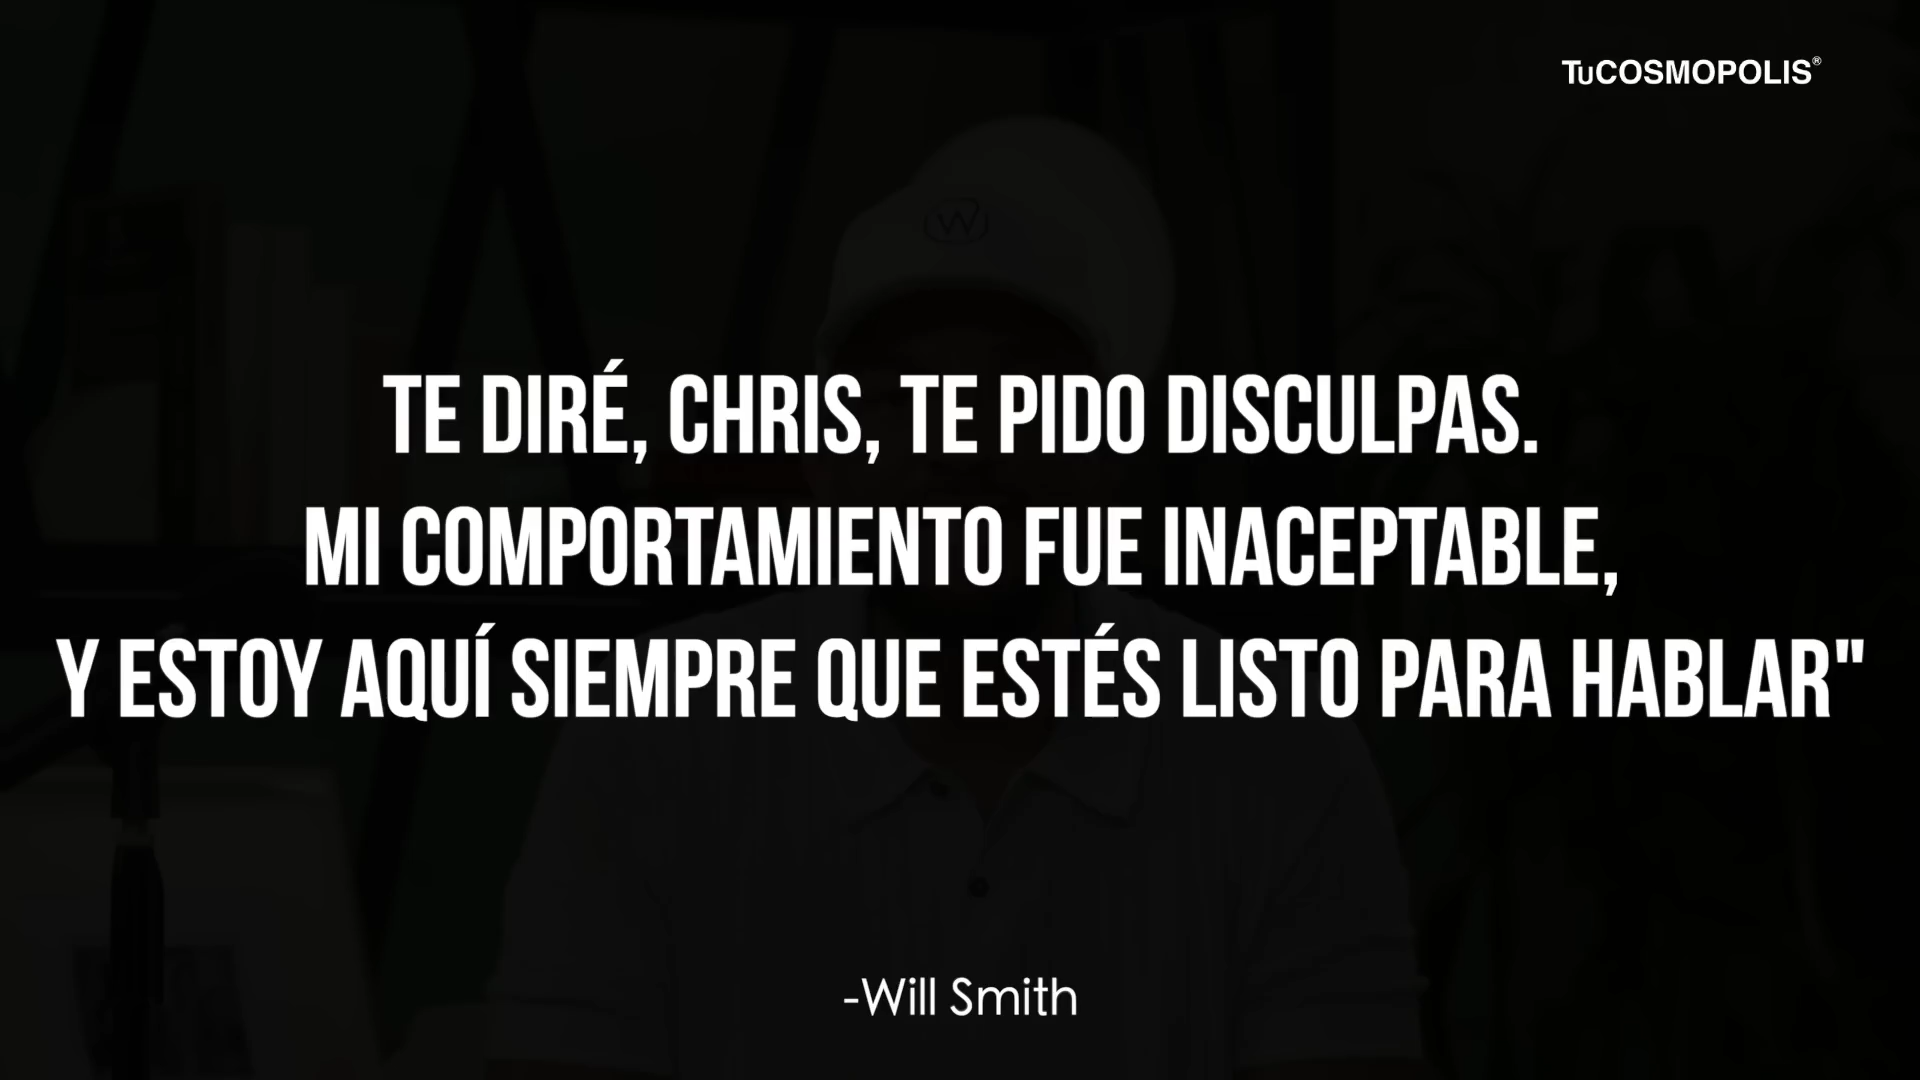 TuCOSMOPOLIS®
W
TE DIRÉ, CHRIS, TE PIDO DISCULPAS.
MI COMPORTAMIENTO FUE INACEPTABLE,
Y ESTOY AQUÍ SIEMPRE QUE ESTÉS LISTO PARA HABLAR"
-Will Smith